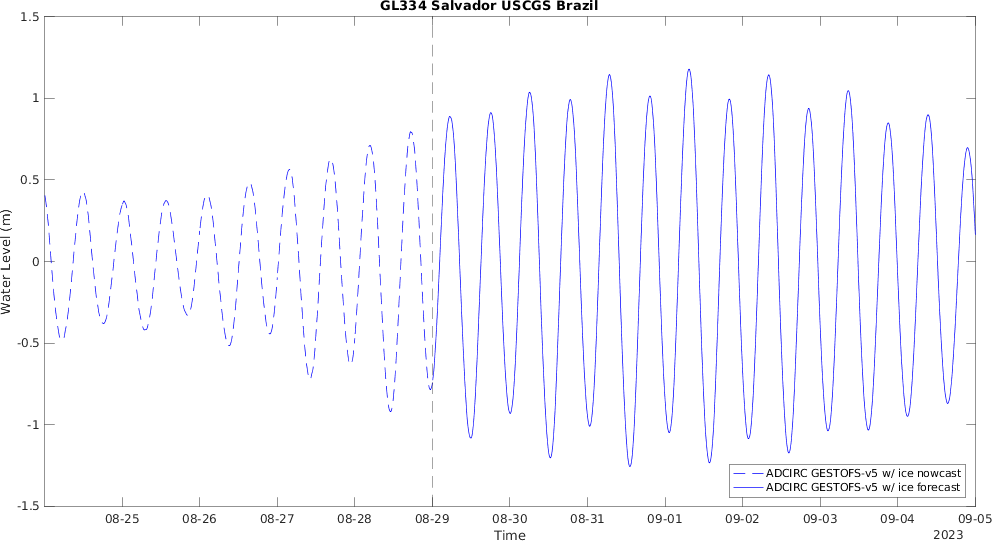 GL334 Salvador USCGS Brazil
1.5
1
0.5
0
-0.5
-1
-1.5
Water Level (m)
ADCIRC GESTOFS-v5 w/ ice nowcast
ADCIRC GESTOFS-v5 w/ ice forecast
08-25 08-26 08-27 08-28 08-29 08-30 08-31 09-01 09-02 09-03 09-04 09-05
Time
2023